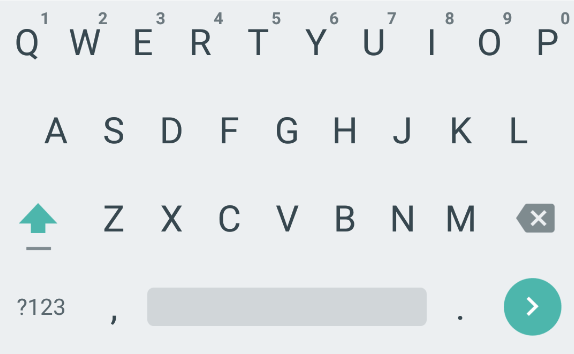 1 2 3 4 5 6 7 8 9 0
Q W E R T Y U I O P
A S D F G H J K L
Z X C V B N M
?123 , .